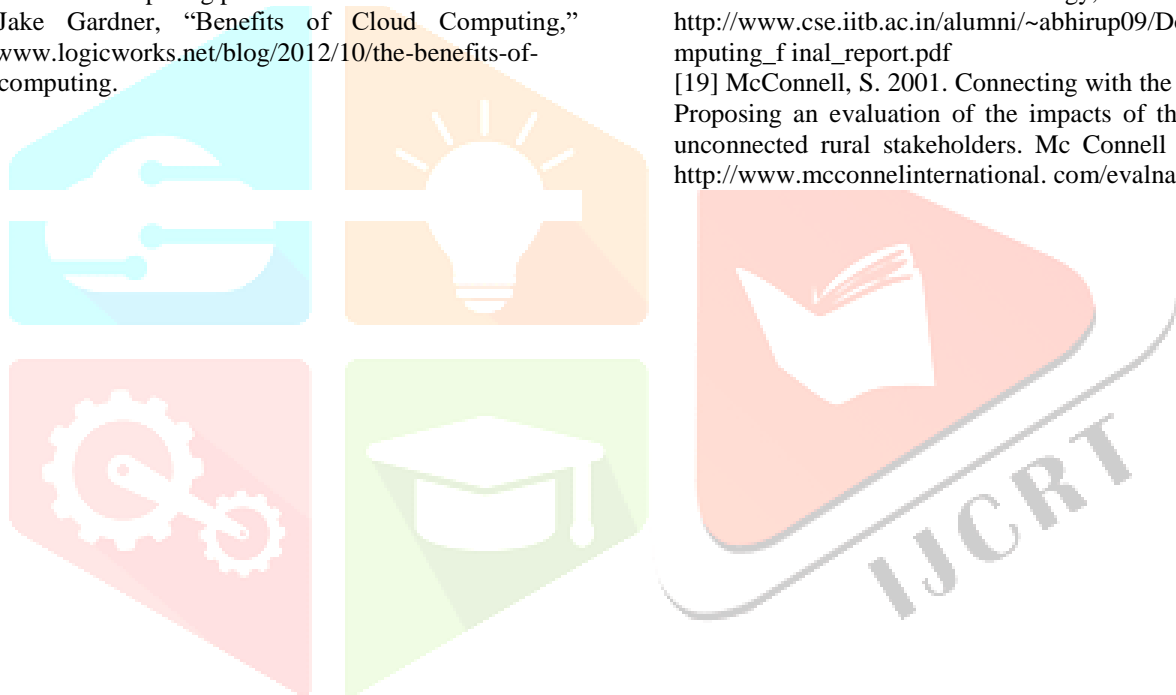 Jake Gardner, “Benefits of Cloud Computing,”
www.logicworks.net/blog/2012/10/the-benefits-of-
computing.
http://www.cse.iitb.ac.in/alumni/~abhirup09/De
mputing_f inal_report.pdf
[19] McConnell, S. 2001. Connecting with the
Proposing an evaluation of the impacts of th
unconnected rural stakeholders. Mc Connell
http://www.mcconnelinternational. com/evalna
IJCRT